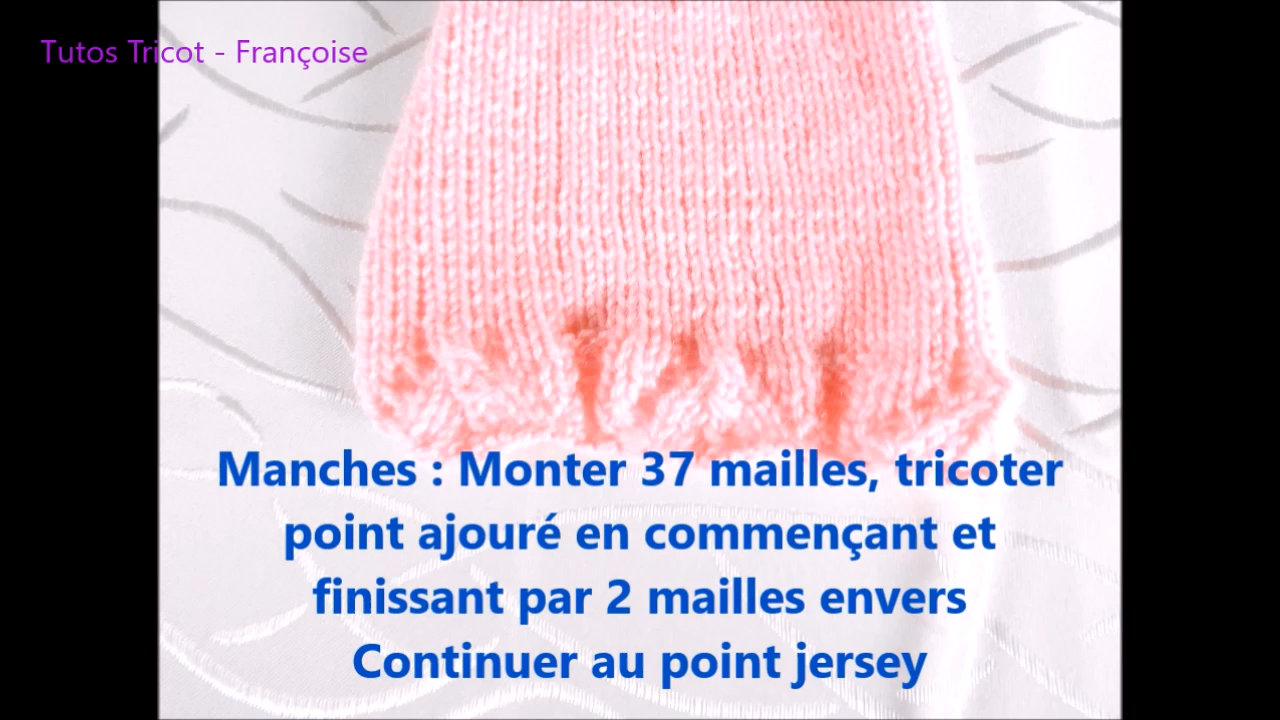 Tutos Tricot - Françoise
Manches : Monter 37 mailles, tricoter
point ajouré en commençant et
finissant par 2 mailles envers
Continuer au point jersey